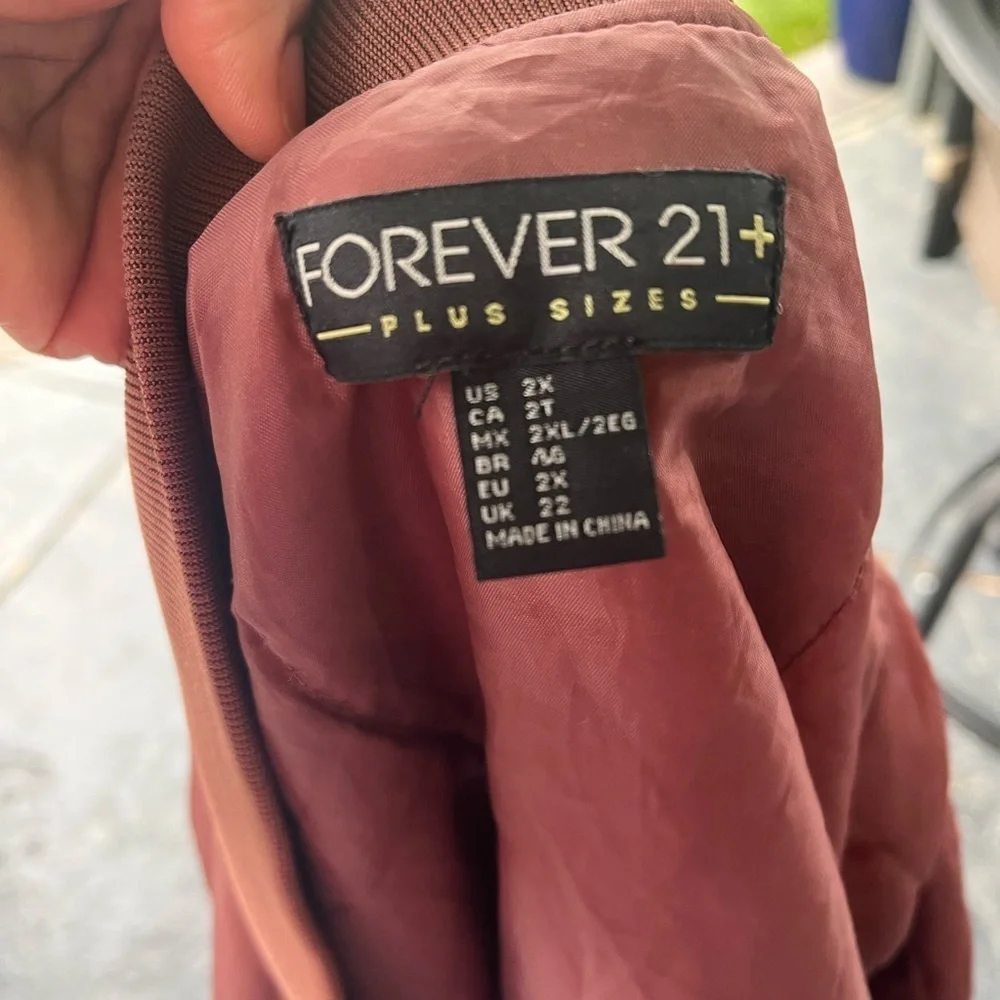 FOREVER 21+
PLUS SIZES
US 2X
CA 2T
MX 2XL/2EG
BR
EU 2X
UK 22
MADE IN CHINA